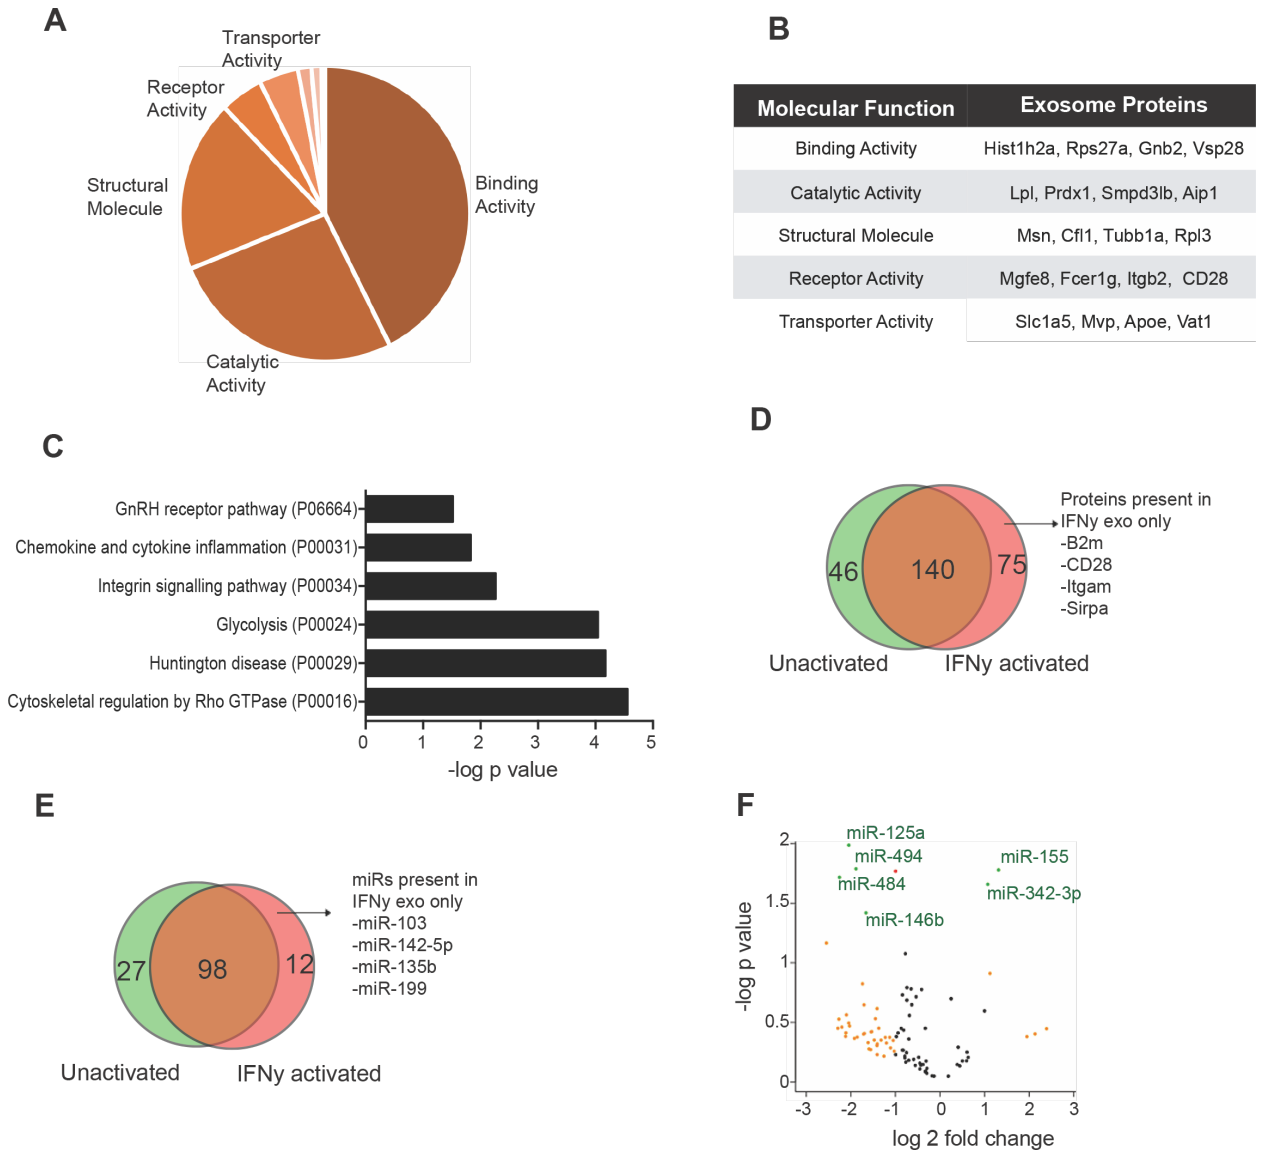 A
Transporter
Activity
Receptor
Activity
Structural
Molecule
Binding
Activity
Catalytic
Activity
B
Molecular Function Exosome Proteins
Binding Activity Hist1h2a, Rps27a, Gnb2, Vsp28
Catalytic Activity Lpl, Prdx1, Smpd3lb, Aip1
Structural Molecule Msn, Cfl1, Tubb1a, Rpl3
Receptor Activity Mgfe8, Fcer1g, Itgb2, CD28
Transporter Activity Slc1a5, Mvp, Apoe, Vat1
C
GnRH receptor pathway (P06664)
Chemokine and cytokine inflammation (P00031)
Integrin signalling pathway (P00034)
Glycolysis (P00024)
Huntington disease (P00029)
Cytoskeletal regulation by Rho GTPase (P00016)
0 1 2 3 4 5
-log p value
D
46 140 75
Proteins present in
IFNy exo only
-B2m
-CD28
-Itgam
-Sirpa
Unactivated IFNy activated
E
27 98 12
miRs present in
IFNy exo only
-miR-103
-miR-142-5p
-miR-135b
-miR-199
Unactivated IFNy activated
F
miR-125a
miR-494
miR-484
miR-146b
miR-155
miR-342-3p
2
1.5
1
0.5
0
-log p value
-3 -2 -1 0 1 2 3
log 2 fold change